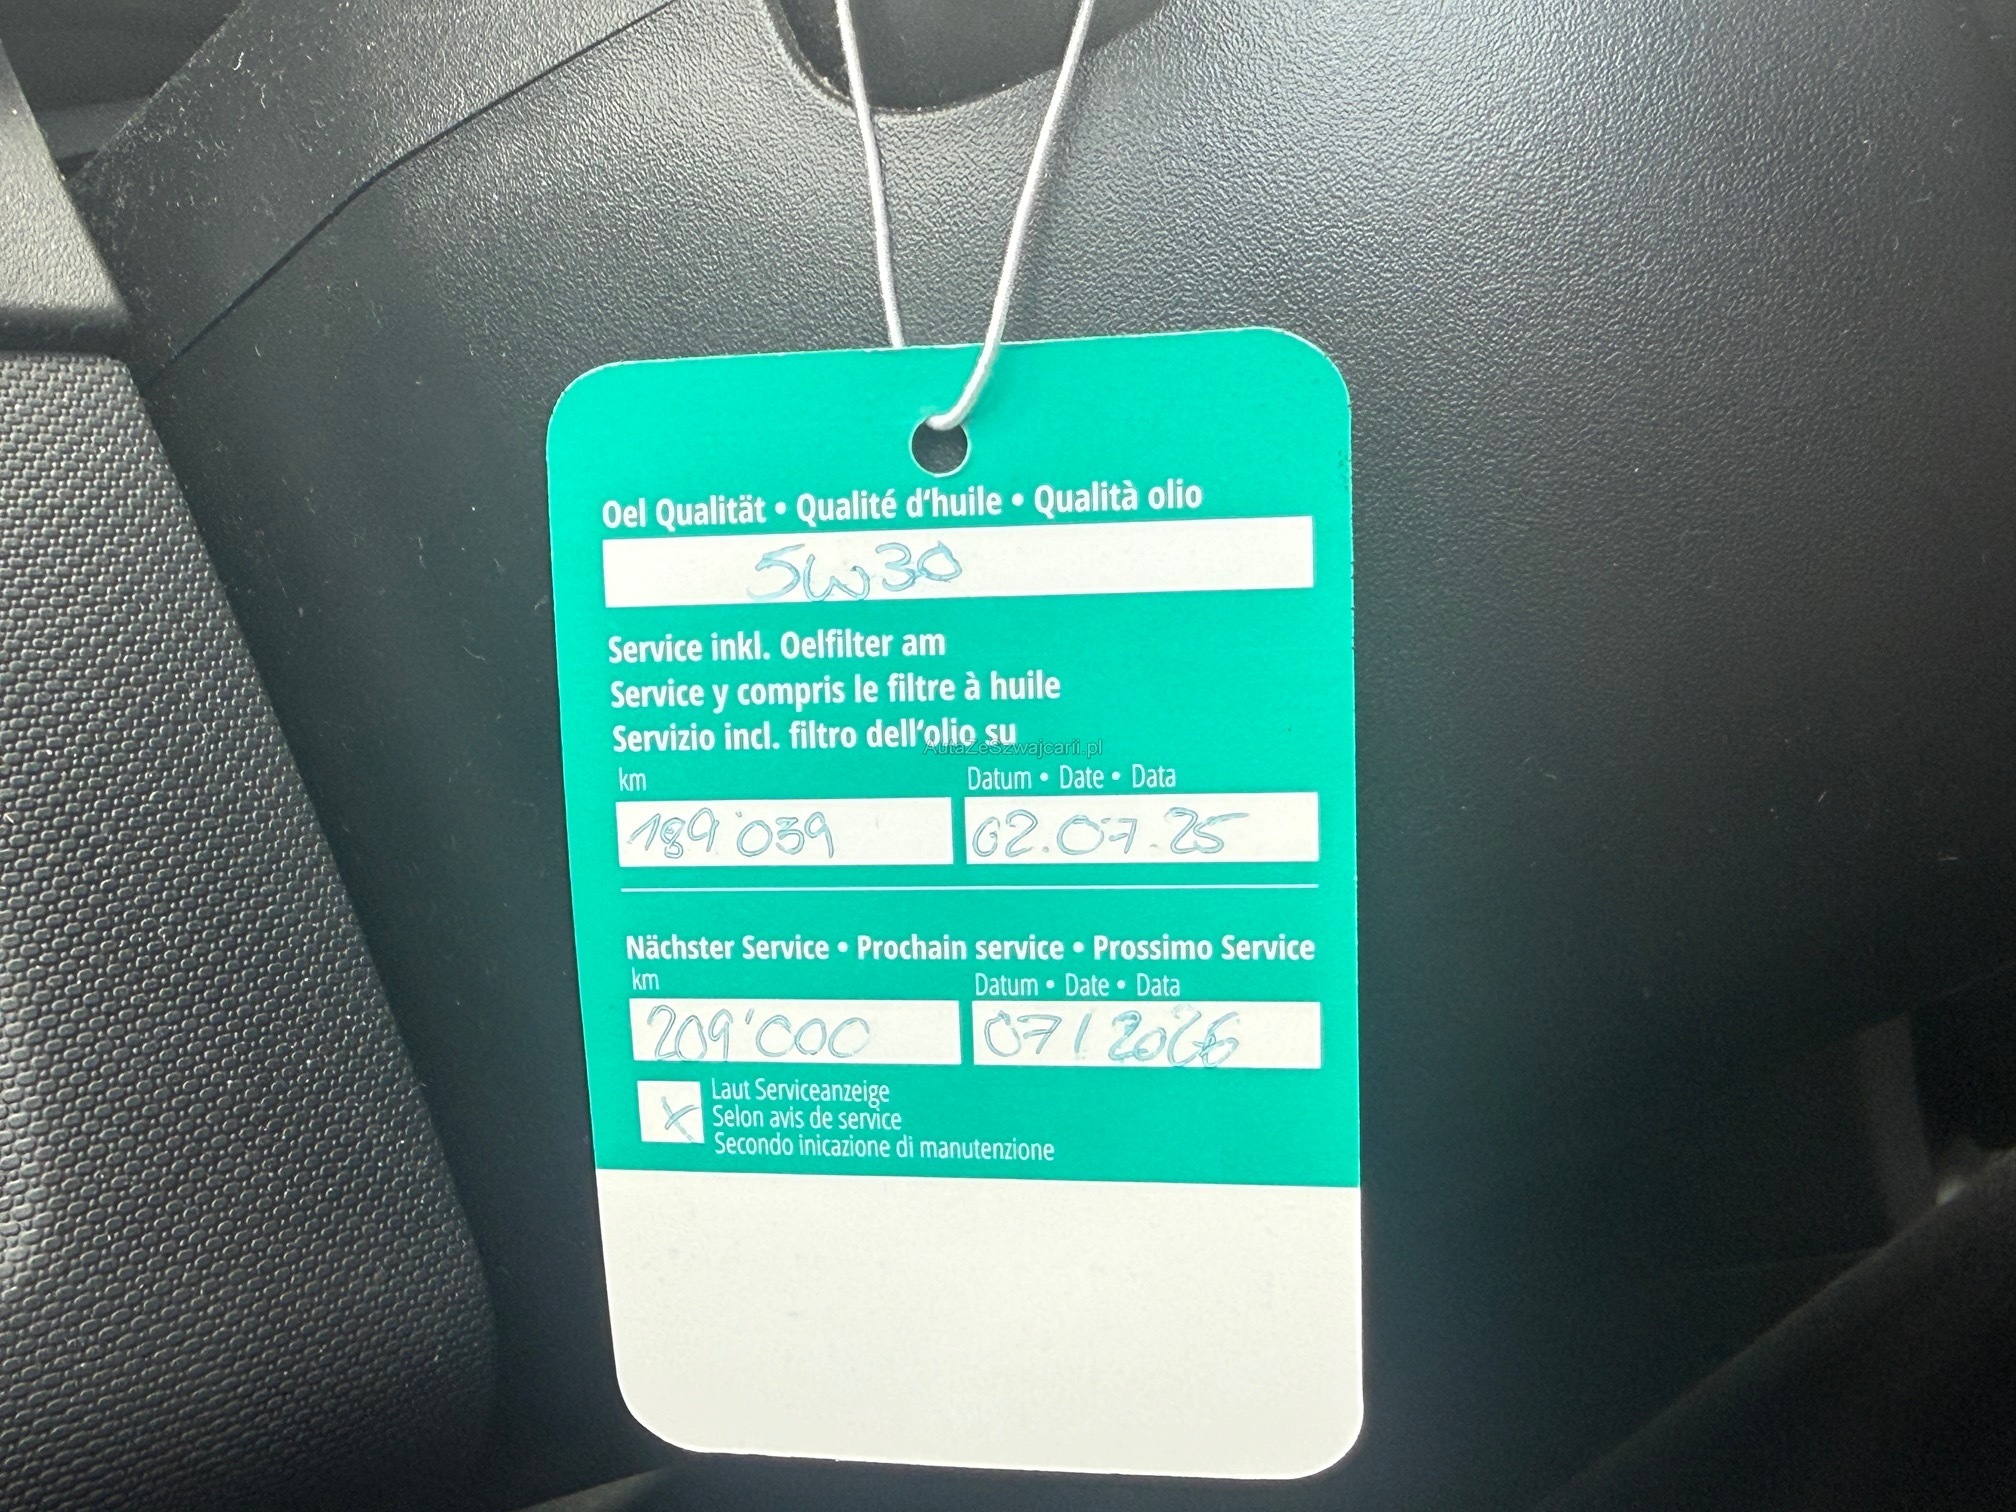 Oel Qualität • Qualité d'huile • Qualità olio
5W30
Service inkl. Oelfilter am
Service y compris le filtre à huile
Servizio incl. filtro dell'olio su
AutaZeSzwajcarii.pl
km
Datum • Date • Data
189'039
02.07.25
Nächster Service • Prochain service • Prossimo Service
km
Datum • Date • Data
209'000
07/2026
X
Laut Serviceanzeige
Selon avis de service
Secondo inicazione di manutenzione